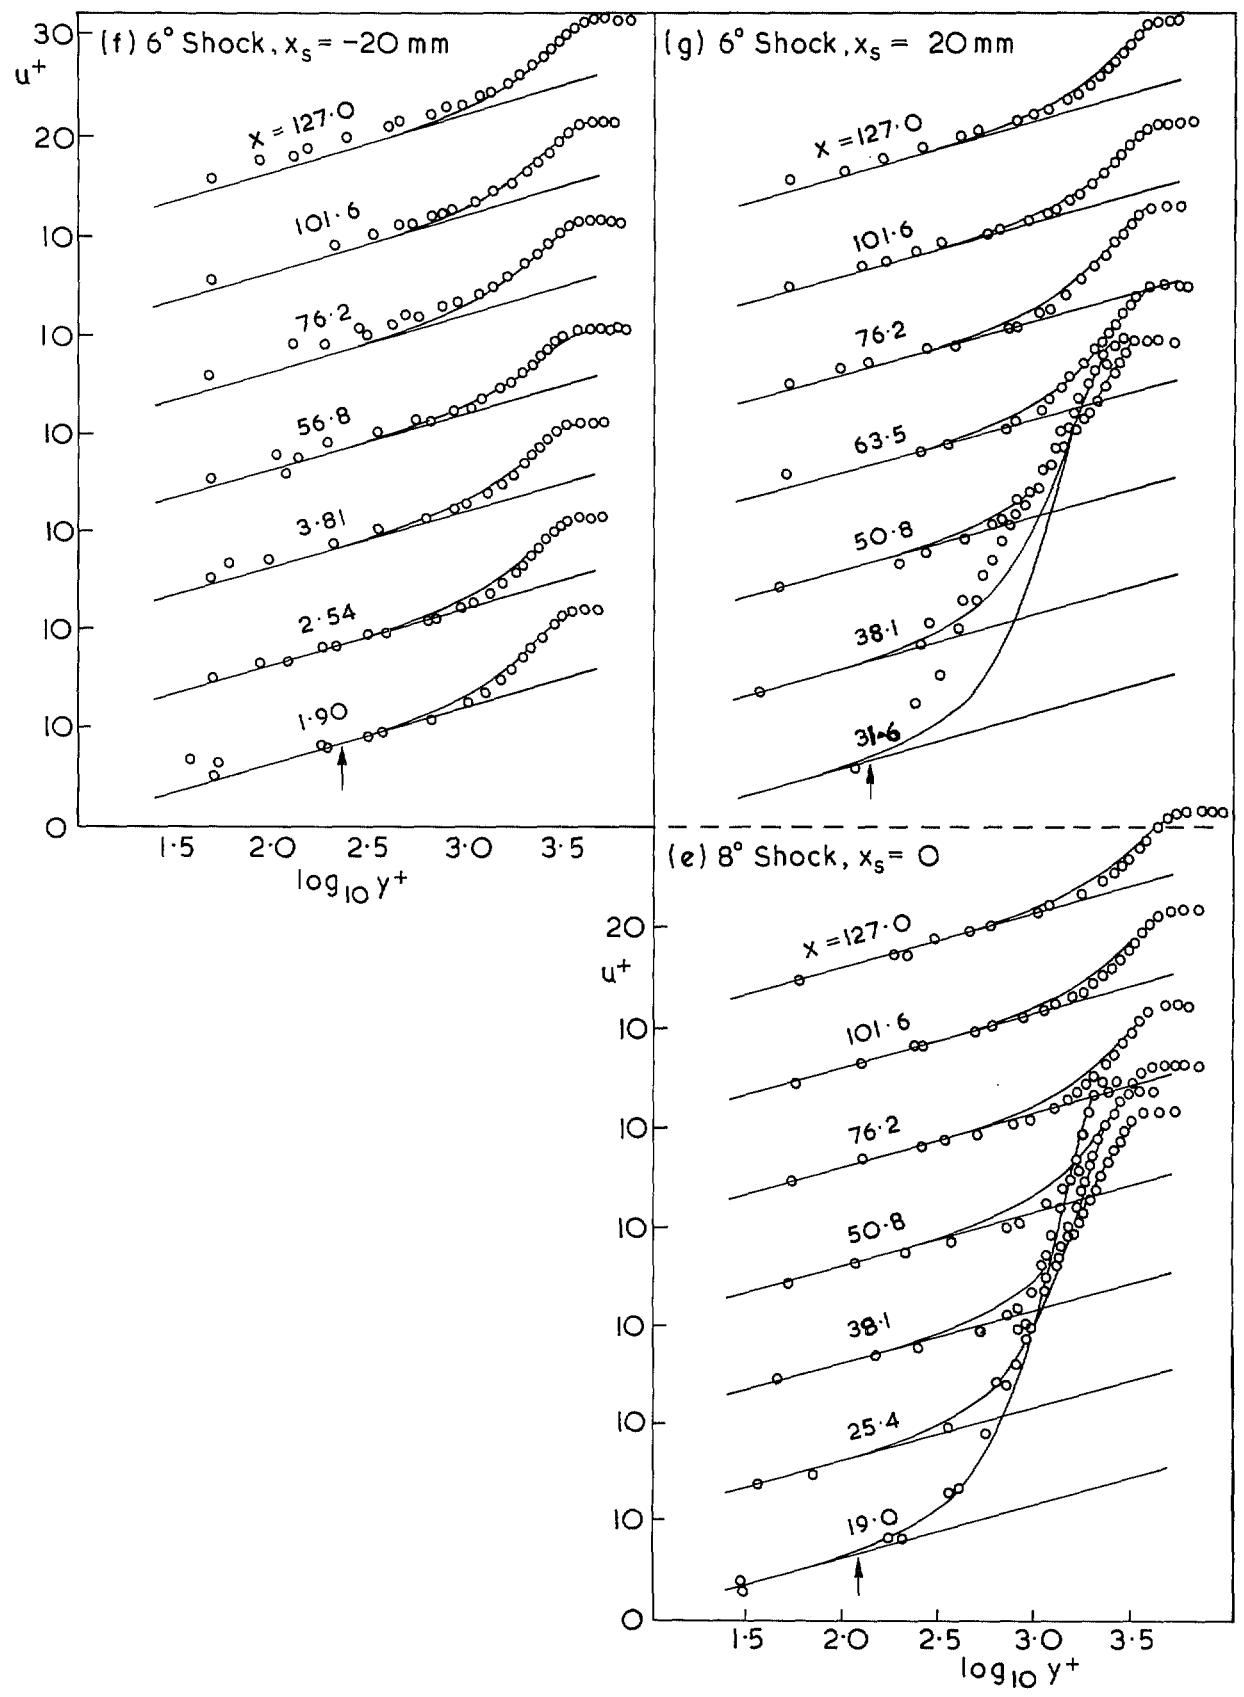 (f) 6° Shock, xs = -20 mm
u+
30
20
10
10
10
10
10
10
0
x = 127·0
101·6
76·2
56·8
3·81
2·54
1·90
1·5 2·0 2·5 3·0 3·5
log10 y+
(g) 6° Shock, xs = 20 mm
x = 127·0
101·6
76·2
63·5
50·8
38·1
31·6
(e) 8° Shock, xs = 0
20
u+
10
10
10
10
10
10
0
x = 127·0
101·6
76·2
50·8
38·1
25·4
19·0
1·5 2·0 2·5 3·0 3·5
log10 y+